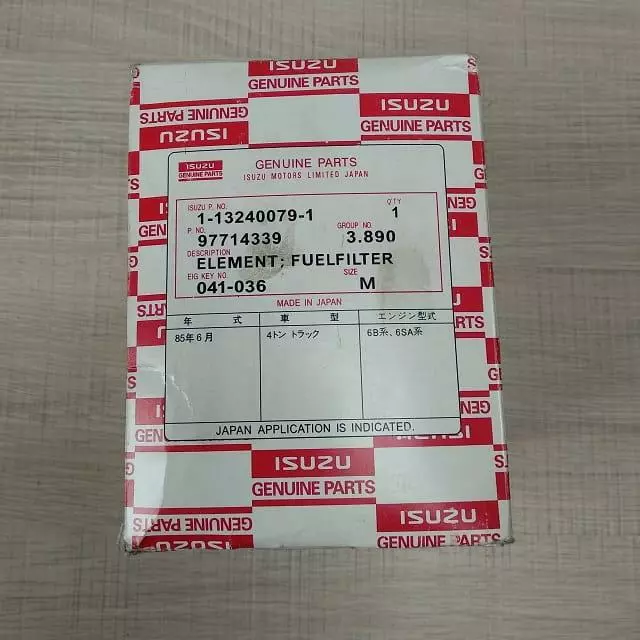 ISUZU
GENUINE PARTS
GENUINE PARTS
ISUZU
ISUZU
ISUZU
GENUINE PARTS
GENUINE PARTS
ISUZU MOTORS LIMITED JAPAN
ISUZU P. NO.
Q'TY
1-13240079-1
1
P. NO.
GROUP NO.
97714339
3.890
DESCRIPTION
ELEMENT; FUELFILTER
EIG KEY NO.
SIZE
041-036
M
MADE IN JAPAN
年 式
車 型
エンジン型式
85年6月
4トン トラック
6B系、6SA系
JAPAN APPLICATION IS INDICATED.
ISUZU
GENUINE PARTS
GENUINE PARTS
ISUZU
GENUINE PARTS